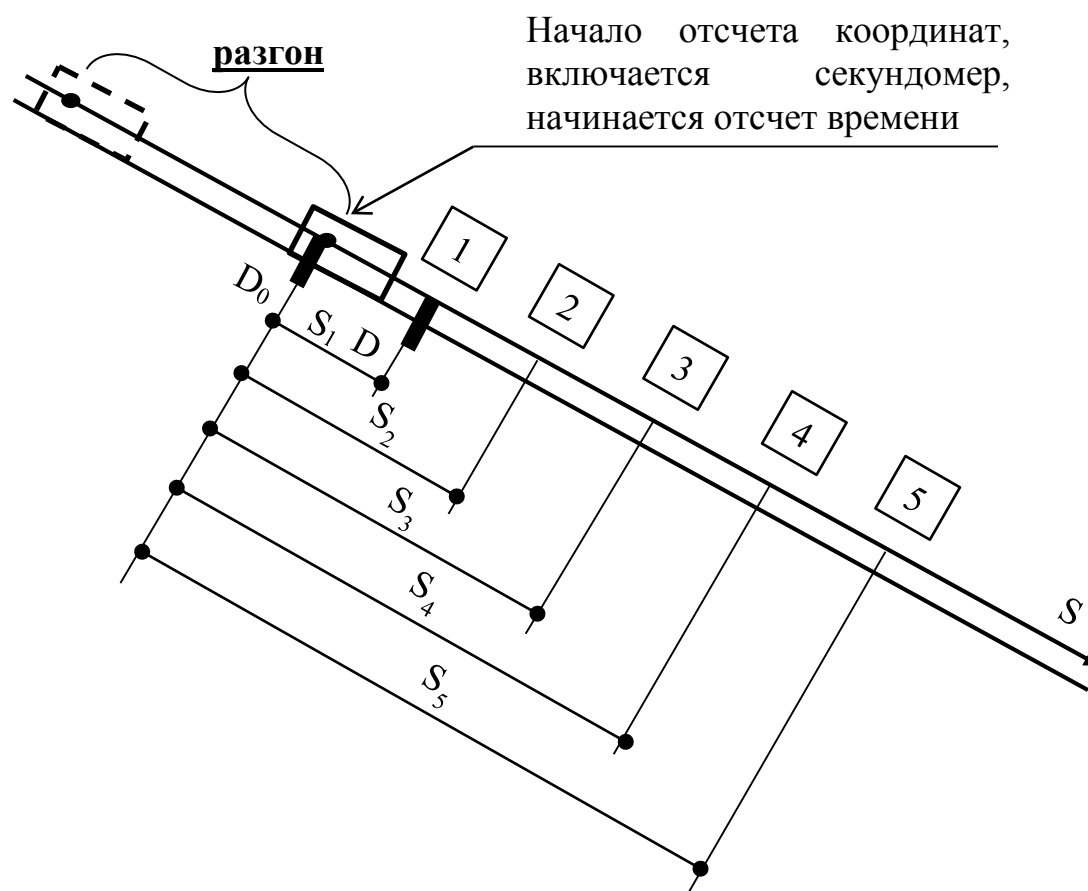 разгон
Начало отсчета координат,
включается секундомер,
начинается отсчет времени
1
2
3
4
5
D₀
S₁ D
S₂
S₃
S₄
S₅
S